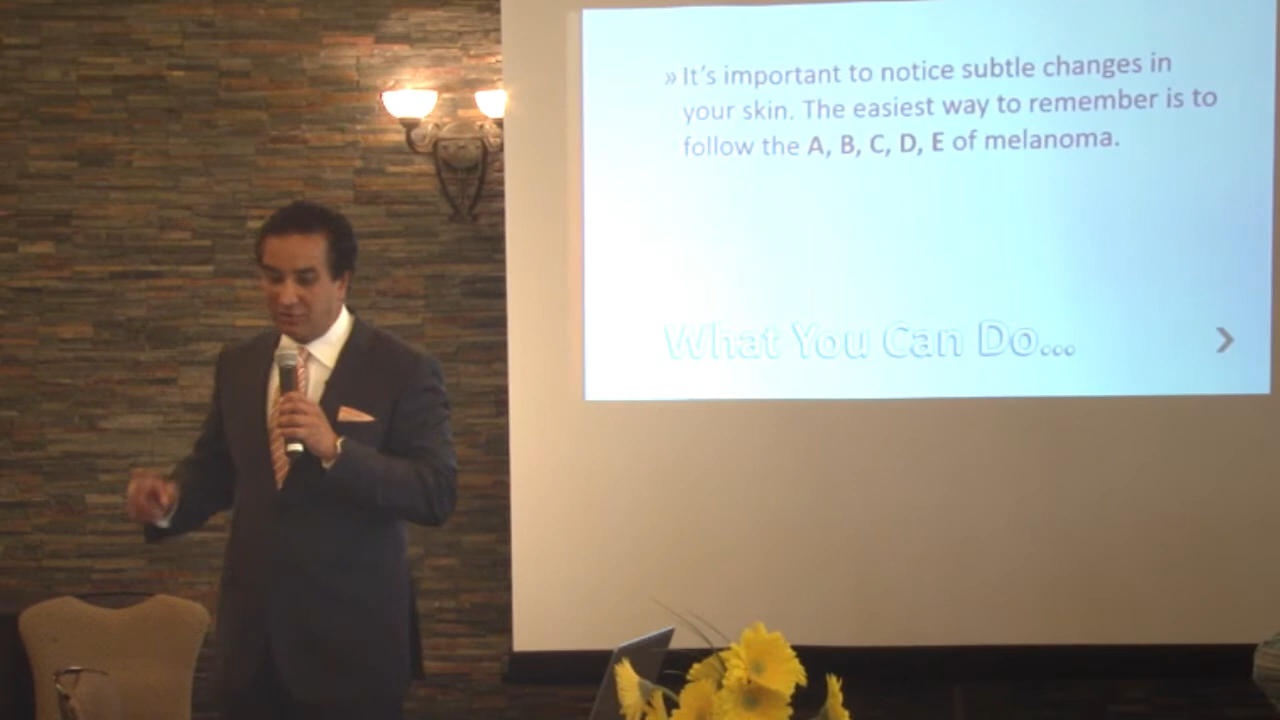 » It's important to notice subtle changes in
your skin. The easiest way to remember is to
follow the A, B, C, D, E of melanoma.
What You Can Do...